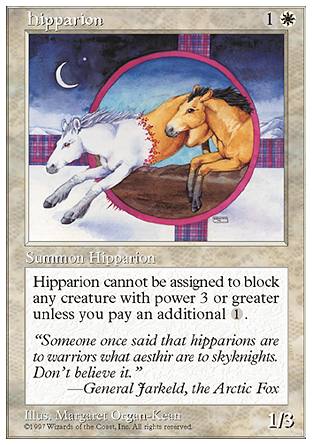 Hipparion 1
Summon Hipparion
Hipparion cannot be assigned to block
any creature with power 3 or greater
unless you pay an additional 1.
"Someone once said that hipparions are
to warriors what aesthir are to skyknights.
Don't believe it."
—General Jarkeld, the Arctic Fox
Illus. Margaret Organ-Kean
©1997 Wizards of the Coast, Inc. All rights reserved. 1/3